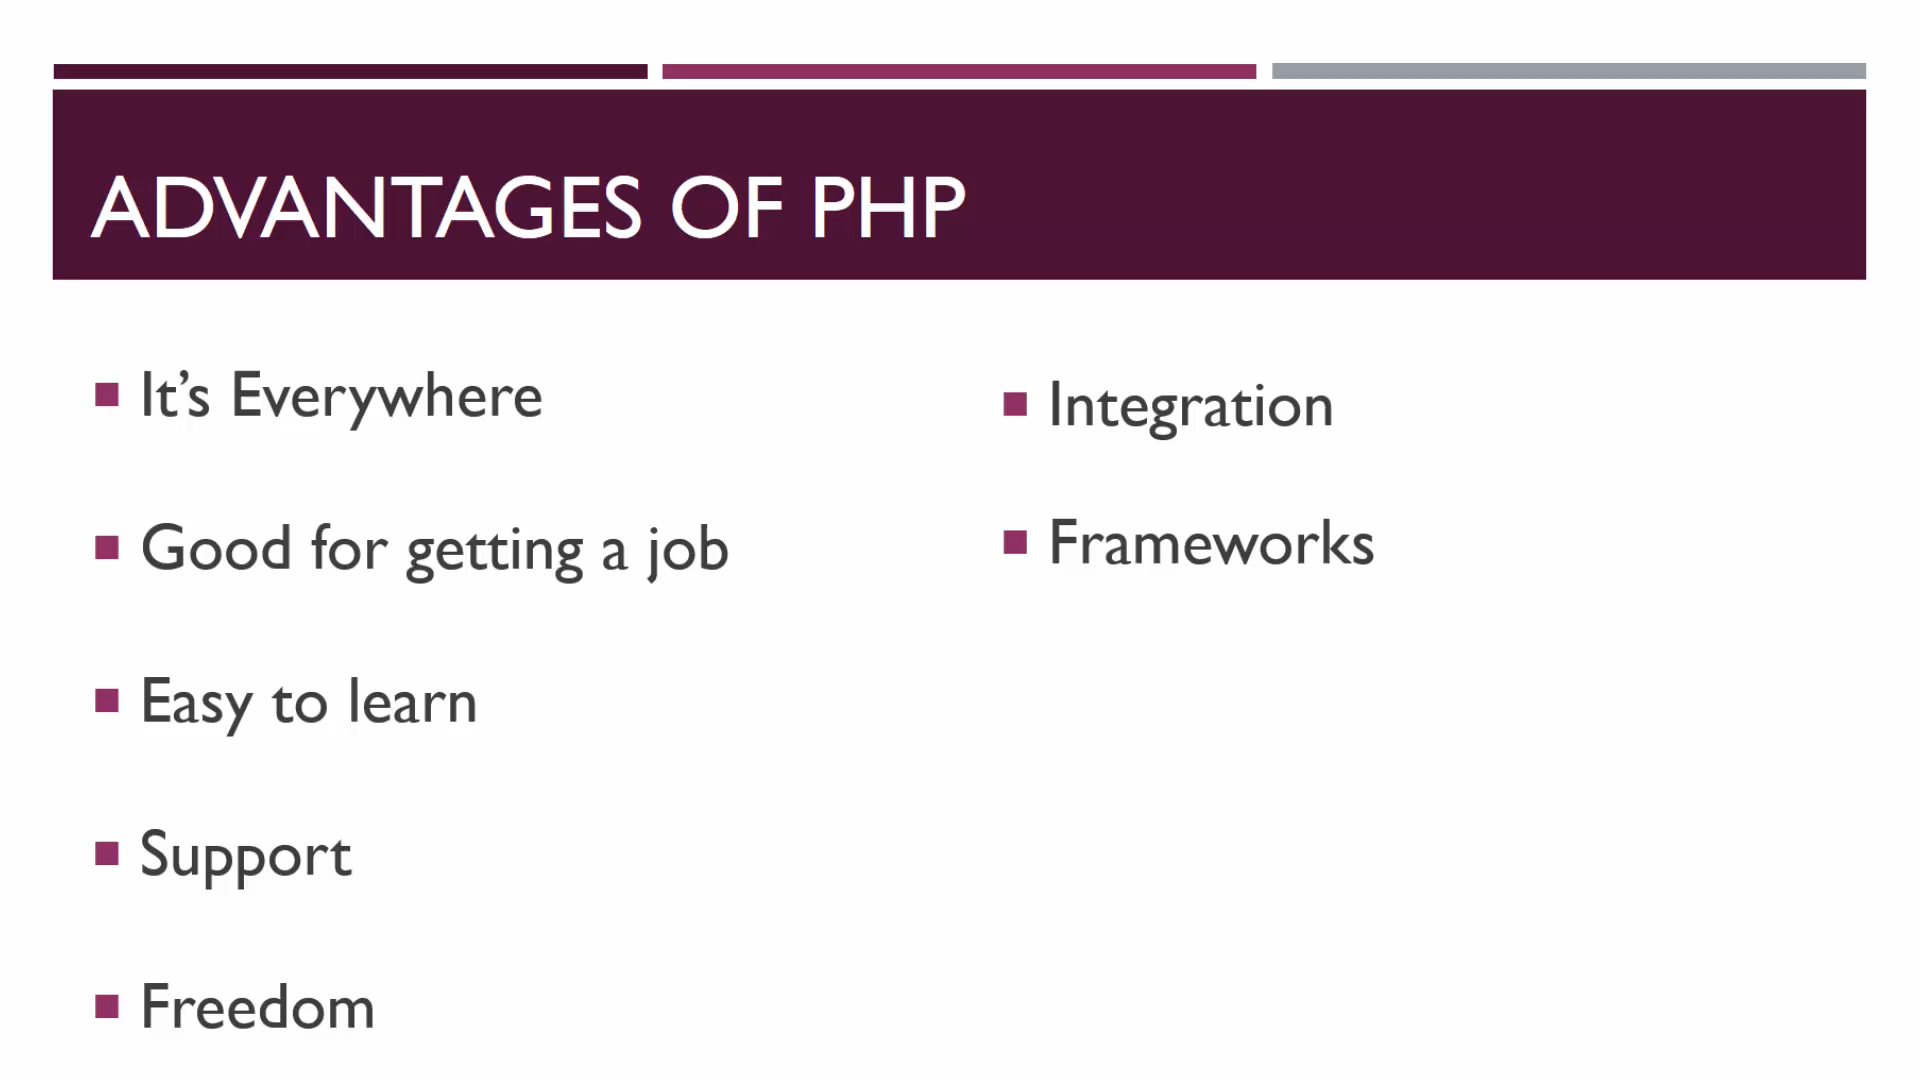 ADVANTAGES OF PHP
It’s Everywhere
Good for getting a job
Easy to learn
Support
Freedom
Integration
Frameworks